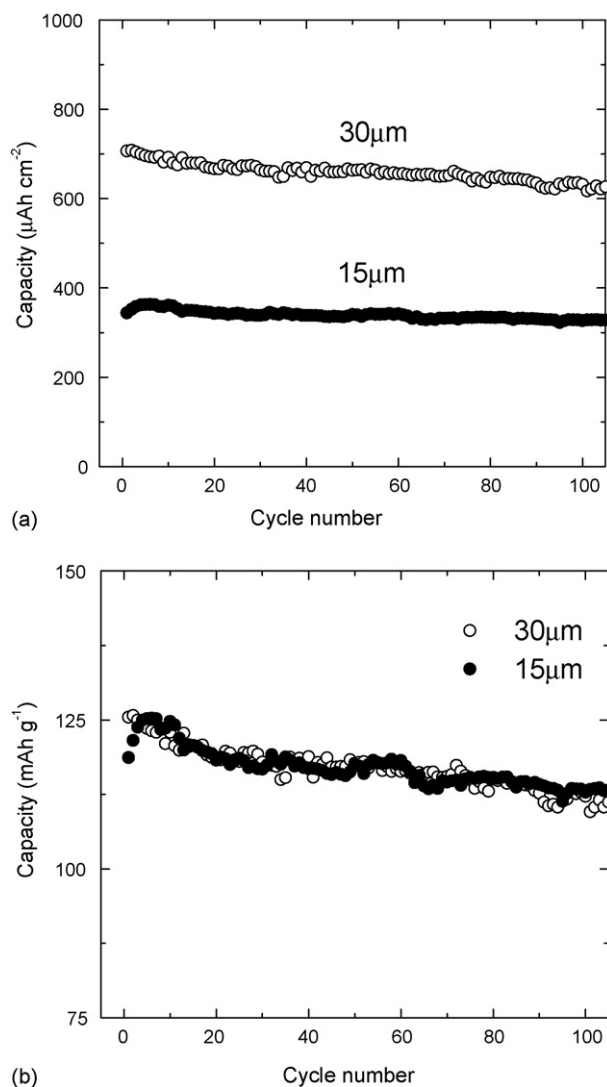 1000
800
600
400
200
0
Capacity (μAh cm⁻²)
30μm
15μm
0 20 40 60 80 100
(a)
Cycle number
150
125
100
75
Capacity (mAh g⁻¹)
30μm
15μm
0 20 40 60 80 100
(b)
Cycle number